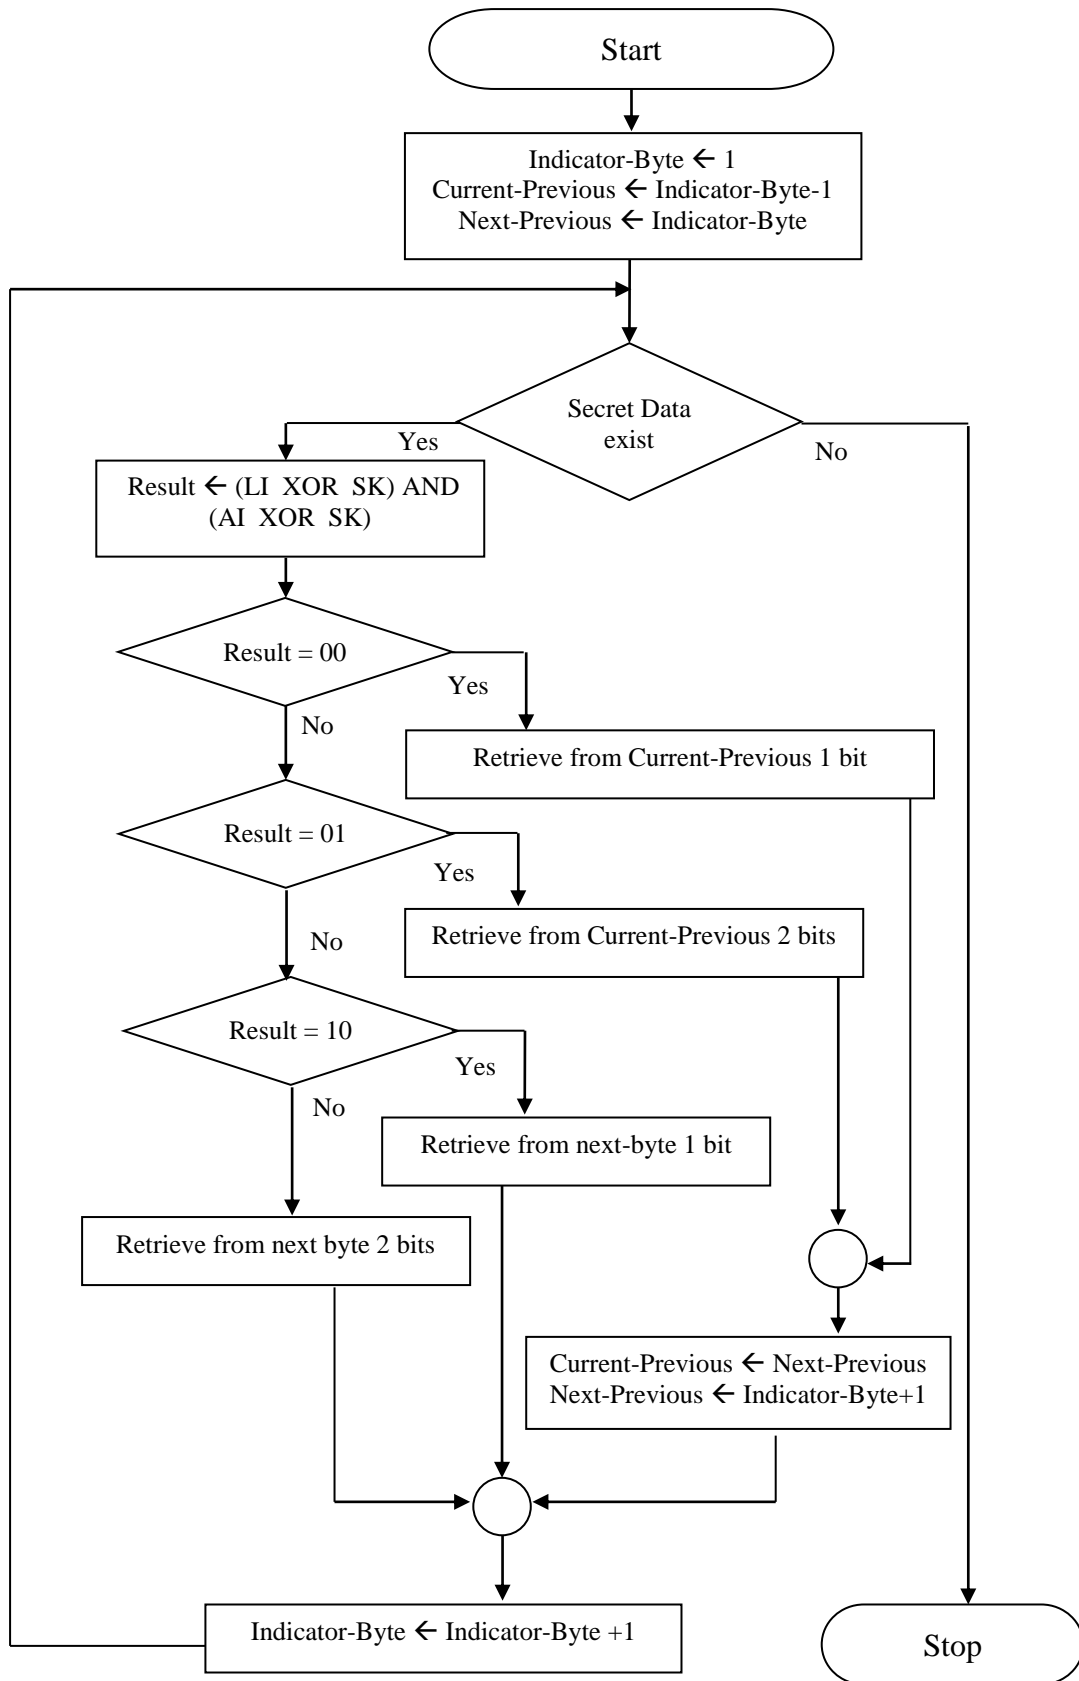 Start
Indicator-Byte ← 1
Current-Previous ← Indicator-Byte-1
Next-Previous ← Indicator-Byte
Secret Data
exist
Yes
No
Result ← (LI XOR SK) AND
(AI XOR SK)
Result = 00
Yes
No
Retrieve from Current-Previous 1 bit
Result = 01
Yes
Retrieve from Current-Previous 2 bits
No
Result = 10
Yes
No
Retrieve from next-byte 1 bit
Retrieve from next byte 2 bits
Current-Previous ← Next-Previous
Next-Previous ← Indicator-Byte+1
Indicator-Byte ← Indicator-Byte +1
Stop